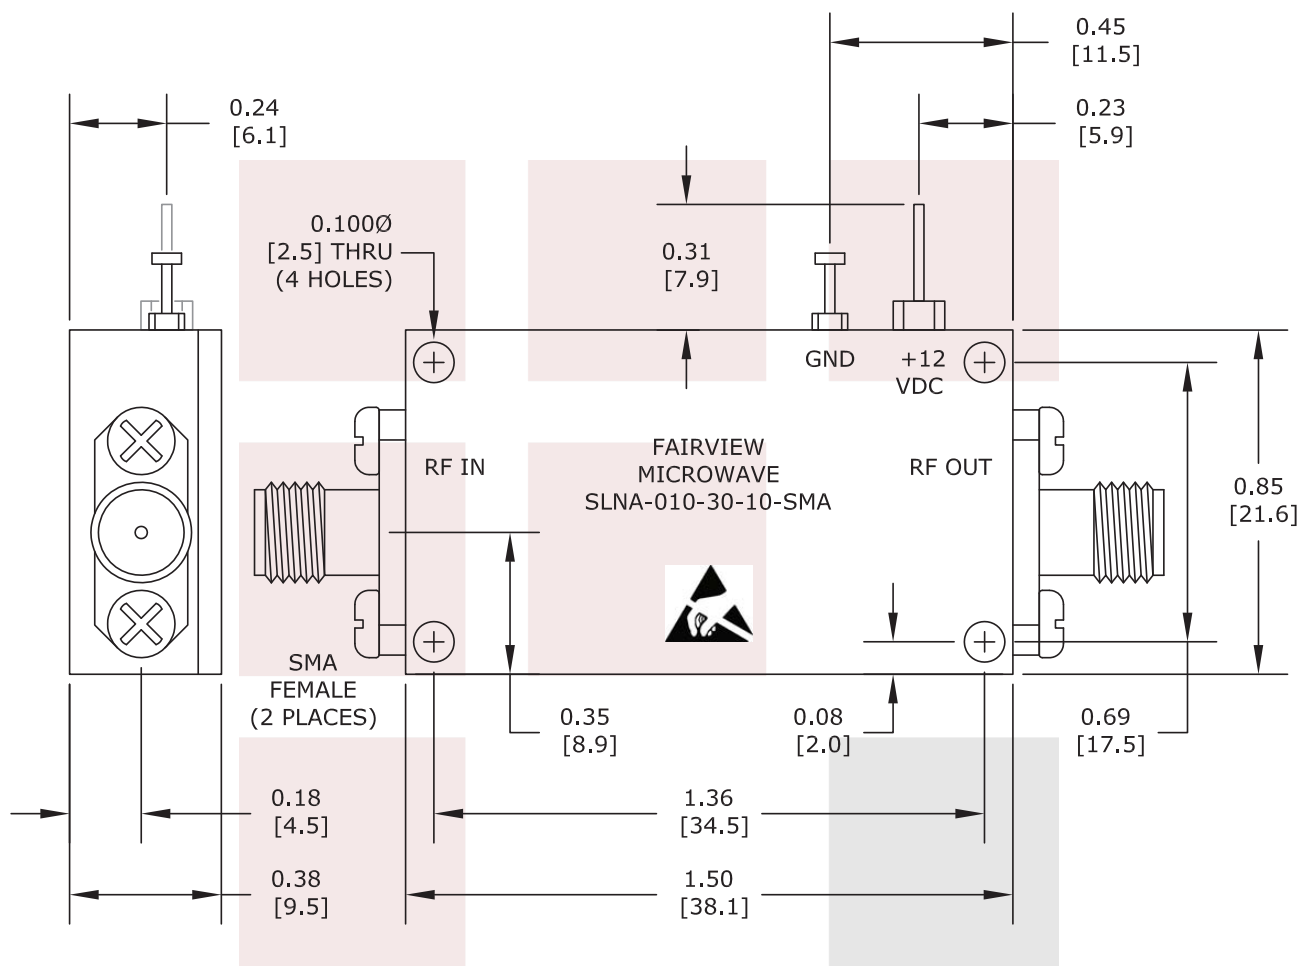 0.45
[11.5]
0.24
[6.1]
0.23
[5.9]
0.100Ø
[2.5] THRU
(4 HOLES)
0.31
[7.9]
GND
+12
VDC
FAIRVIEW
MICROWAVE
SLNA-010-30-10-SMA
RF IN
RF OUT
0.85
[21.6]
SMA
FEMALE
(2 PLACES)
0.35
[8.9]
0.08
[2.0]
0.69
[17.5]
0.18
[4.5]
1.36
[34.5]
0.38
[9.5]
1.50
[38.1]